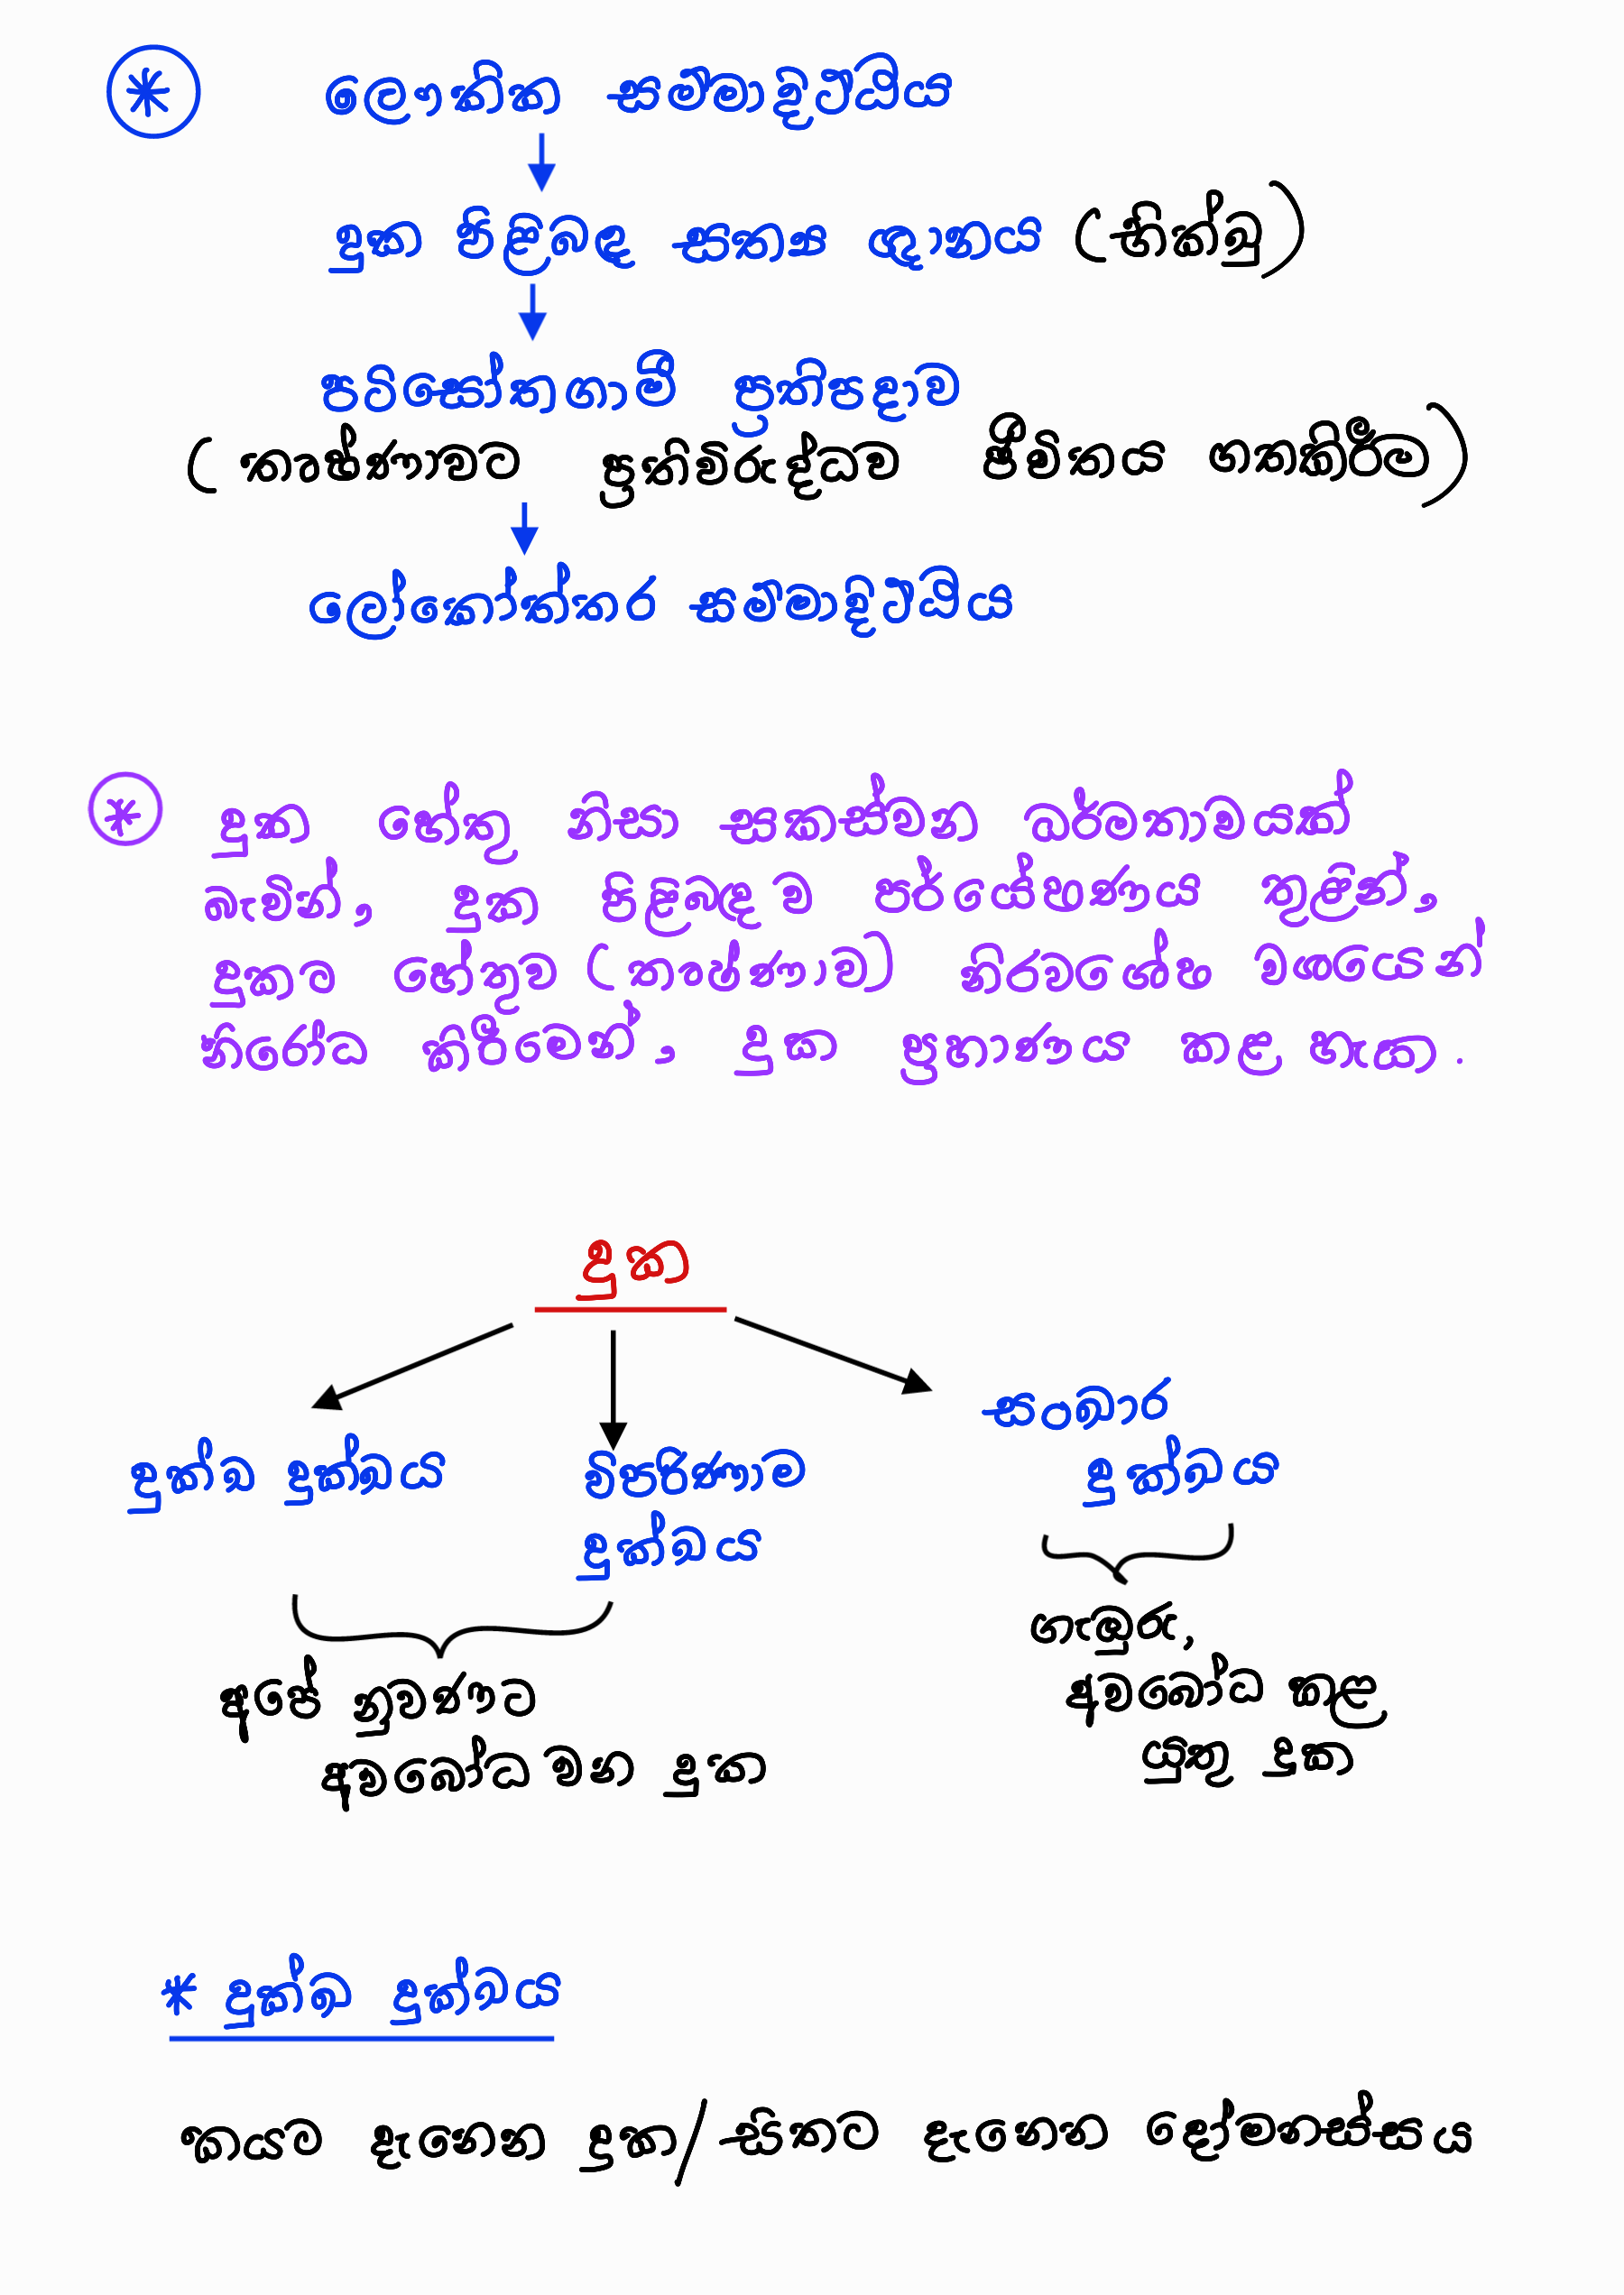 ලෞකික සම්මාදිට්ඨිය
දුක පිළිබඳ සත්‍ය ඥානය (භික්ඛු)
පටිසෝතගාමී ප්‍රතිපදාව
(තෘෂ්ණාවට ප්‍රතිවිරුද්ධව ජීවිතය ගතකිරීම)
ලෝකෝත්තර සම්මාදිට්ඨිය
දුක හේතු නිසා සකස්වන ධර්මතාවයක්
බැවින්, දුක පිළිබඳ ව පර්යේෂණය තුළින්,
දුකට හේතුව (තෘෂ්ණාව) නිරවශේෂ වශයෙන්
නිරෝධ කිරීමෙන්, දුක ප්‍රහාණය කළ හැක.
දුක
දුක්ඛ දුක්ඛය
විපරිණාම
දුක්ඛය
සංඛාර
දුක්ඛය
අපේ නුවණට
අවබෝධ වන දුක
ගැඹුරු,
අවබෝධ කළ
යුතු දුක
* දුක්ඛ දුක්ඛය
කයට දැනෙන දුක/සිතට දැනෙන දෝමනස්සය